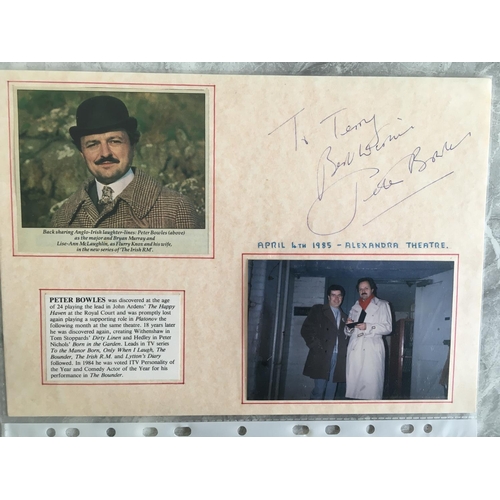 Back sharing Anglo-Irish laughter-lines: Peter Bowles (above)
as the major and Bryan Murray and
Lise-Ann McLaughlin, as Flurry Knox and his wife,
in the new series of 'The Irish RM'.
To Terry
Best wishes
Peter Bowles
APRIL 4TH 1985 - ALEXANDRA THEATRE.
PETER BOWLES was discovered at the age
of 24 playing the lead in John Ardens' The Happy
Haven at the Royal Court and was promptly lost
again playing a supporting role in Platonov the
following month at the same theatre. 18 years later
he was discovered again, creating Withenshaw in
Tom Stoppards' Dirty Linen and Hedley in Peter
Nichols' Born in the Garden. Leads in TV series
To the Manor Born, Only When I Laugh, The
Bounder, The Irish R.M. and Lytton's Diary
followed. In 1984 he was voted ITV Personality of
the Year and Comedy Actor of the Year for his
performance in The Bounder.